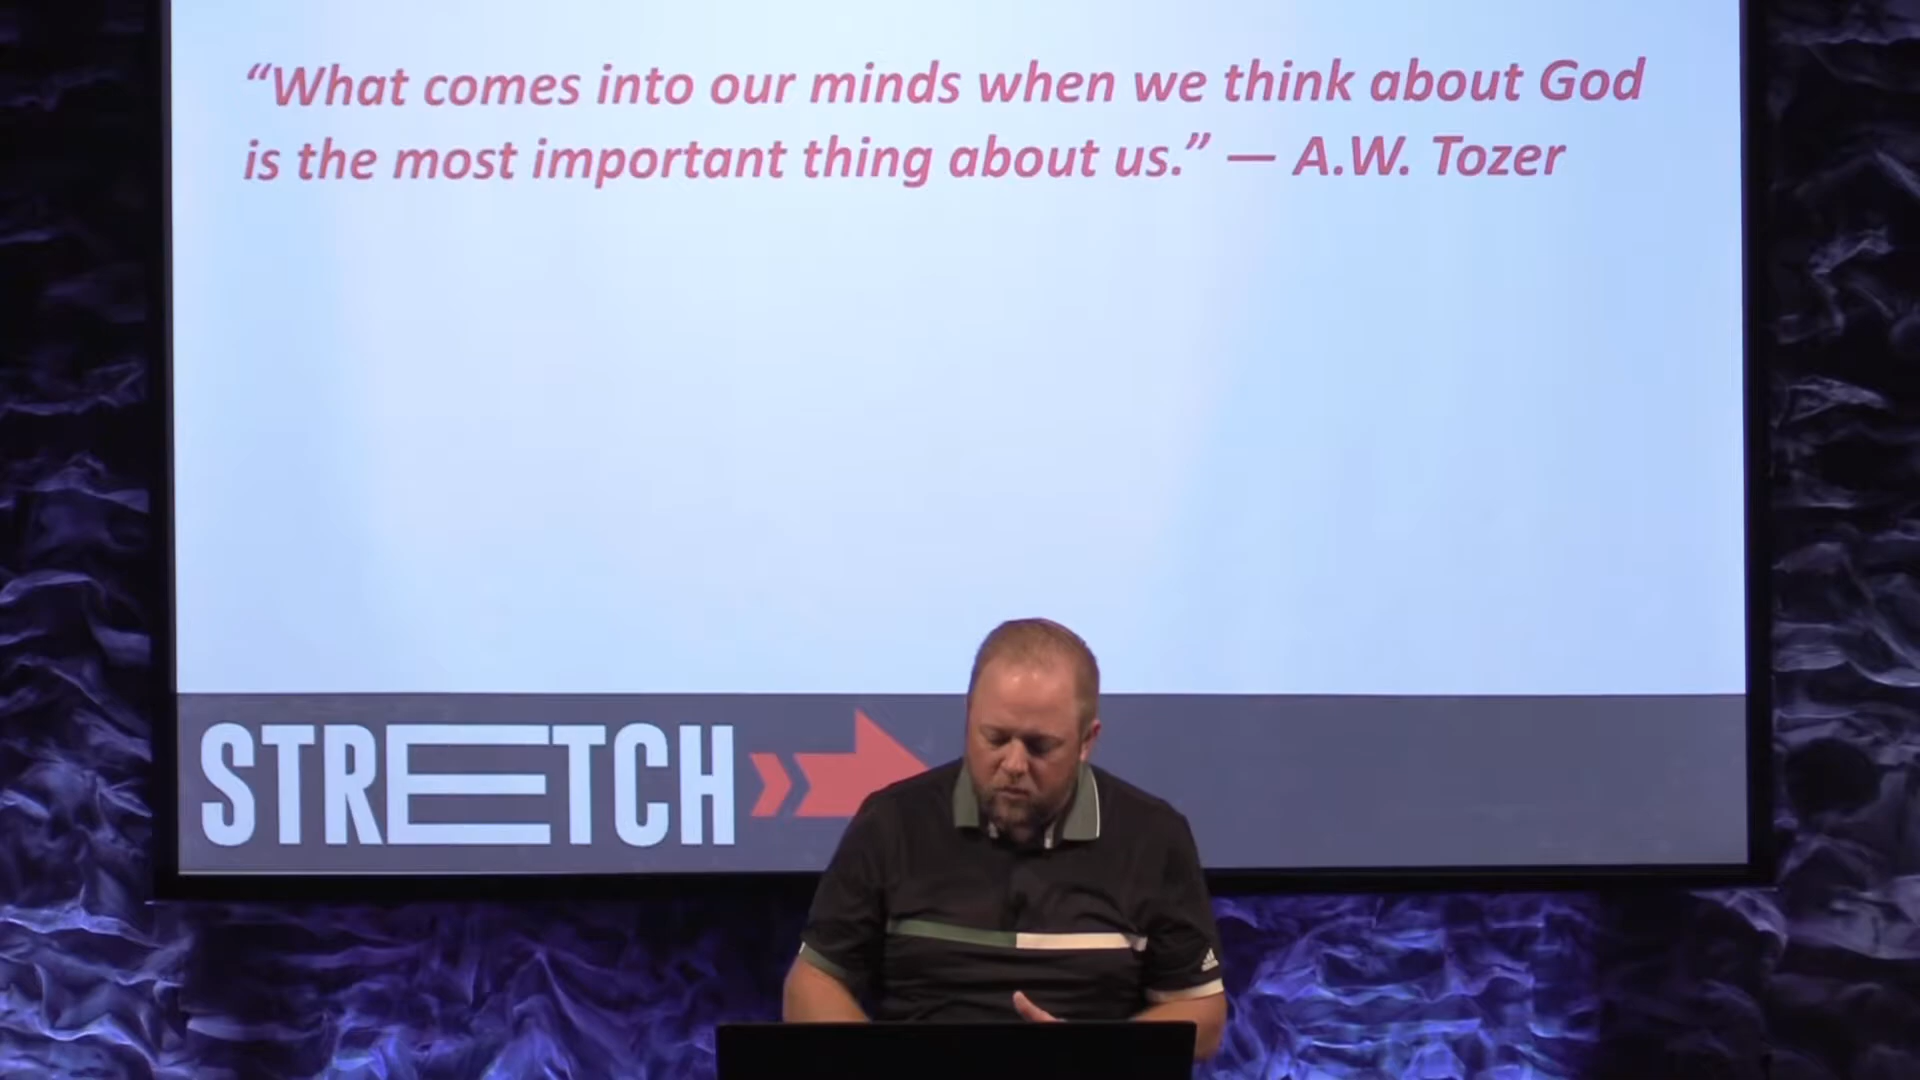 “What comes into our minds when we think about God
is the most important thing about us.” — A.W. Tozer
STRETCH